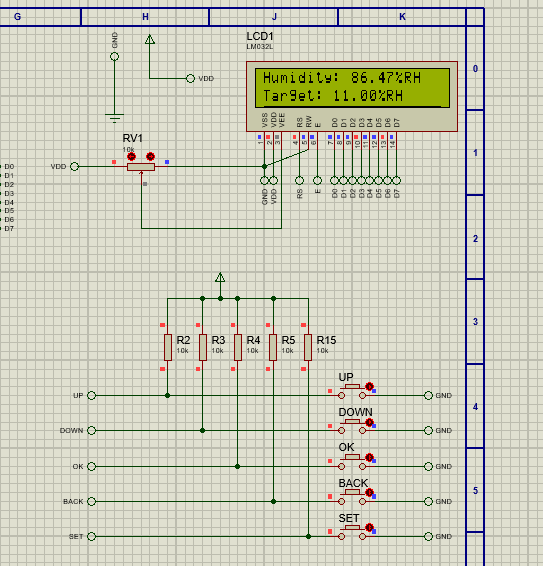 G H J K
LCD1
LM032L
GND
VDD
0
Humidity: 86.47%RH
Target: 11.00%RH
VSS VDD VEE RS RW E D0 D1 D2 D3 D4 D5 D6 D7
1 2 3 4 5 6 7 8 9 10 11 12 13 14
RV1
10k
VDD
1
D0
D1
D2
D3
D4
D5
D6
D7
GND VDD RS E D0 D1 D2 D3 D4 D5 D6 D7
2
3
R2 R3 R4 R5 R15
10k 10k 10k 10k 10k
UP
UP GND
4
DOWN
DOWN GND
OK
OK GND
BACK
BACK GND
5
SET
SET GND